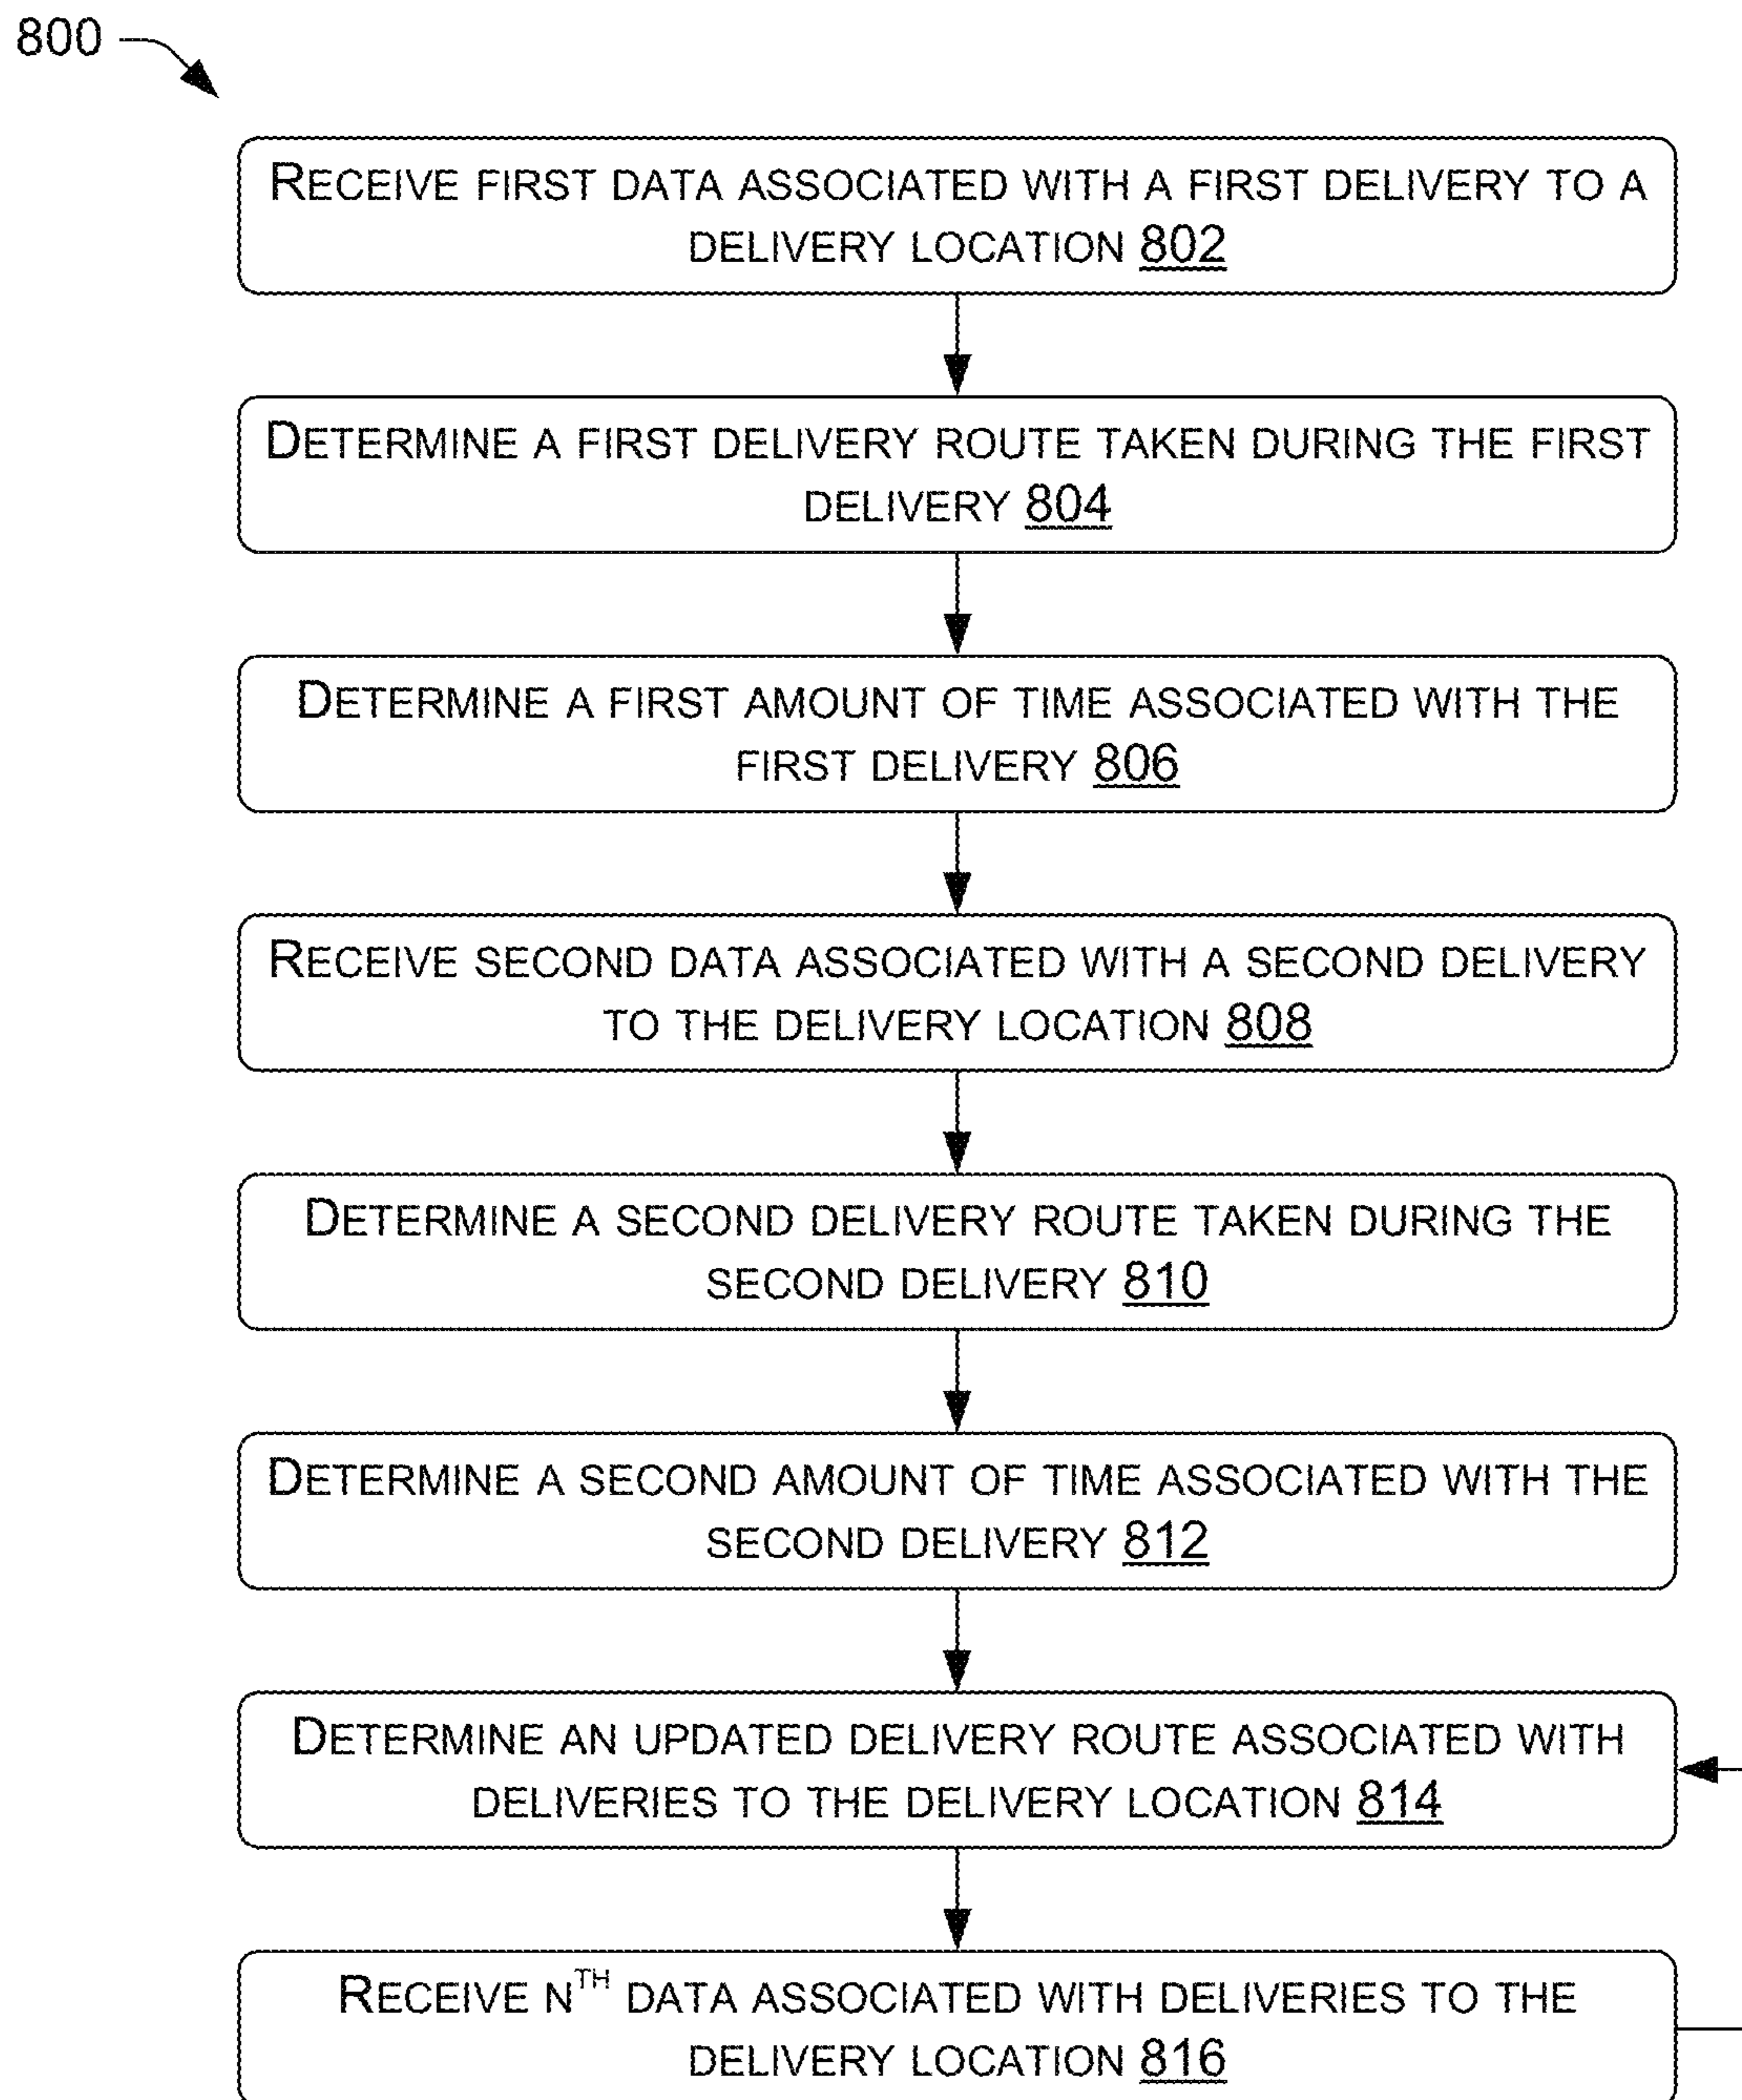 800
RECEIVE FIRST DATA ASSOCIATED WITH A FIRST DELIVERY TO A
DELIVERY LOCATION 802
DETERMINE A FIRST DELIVERY ROUTE TAKEN DURING THE FIRST
DELIVERY 804
DETERMINE A FIRST AMOUNT OF TIME ASSOCIATED WITH THE
FIRST DELIVERY 806
RECEIVE SECOND DATA ASSOCIATED WITH A SECOND DELIVERY
TO THE DELIVERY LOCATION 808
DETERMINE A SECOND DELIVERY ROUTE TAKEN DURING THE
SECOND DELIVERY 810
DETERMINE A SECOND AMOUNT OF TIME ASSOCIATED WITH THE
SECOND DELIVERY 812
DETERMINE AN UPDATED DELIVERY ROUTE ASSOCIATED WITH
DELIVERIES TO THE DELIVERY LOCATION 814
RECEIVE N^TH DATA ASSOCIATED WITH DELIVERIES TO THE
DELIVERY LOCATION 816